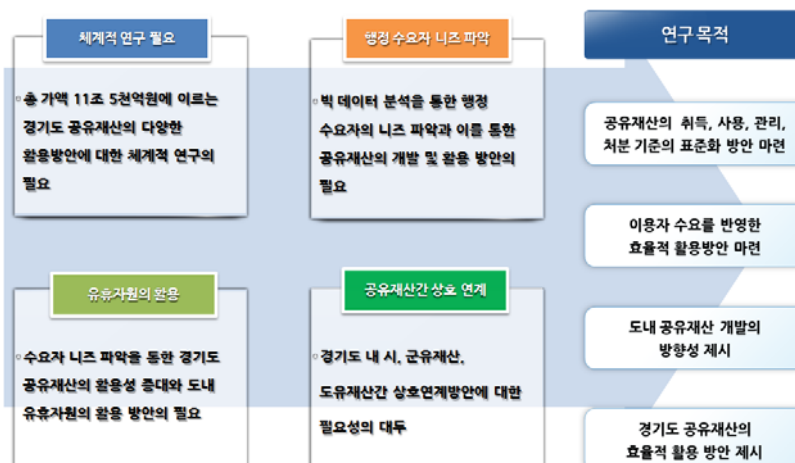 체계적 연구 필요
총 가액 11조 5천억원에 이르는
경기도 공유재산의 다양한
활용방안에 대한 체계적 연구의
필요
행정 수요자 니즈 파악
빅 데이터 분석을 통한 행정
수요자의 니즈 파악과 이를 통한
공유재산의 개발 및 활용 방안의
필요
유휴자원의 활용
수요자 니즈 파악을 통한 경기도
공유재산의 활용성 증대와 도내
유휴자원의 활용 방안의 필요
공유재산간 상호 연계
경기도 내 시, 군유재산,
도유재산간 상호연계방안에 대한
필요성의 대두
연구 목적
공유재산의 취득, 사용, 관리,
처분 기준의 표준화 방안 마련
이용자 수요를 반영한
효율적 활용방안 마련
도내 공유재산 개발의
방향성 제시
경기도 공유재산의
효율적 활용 방안 제시